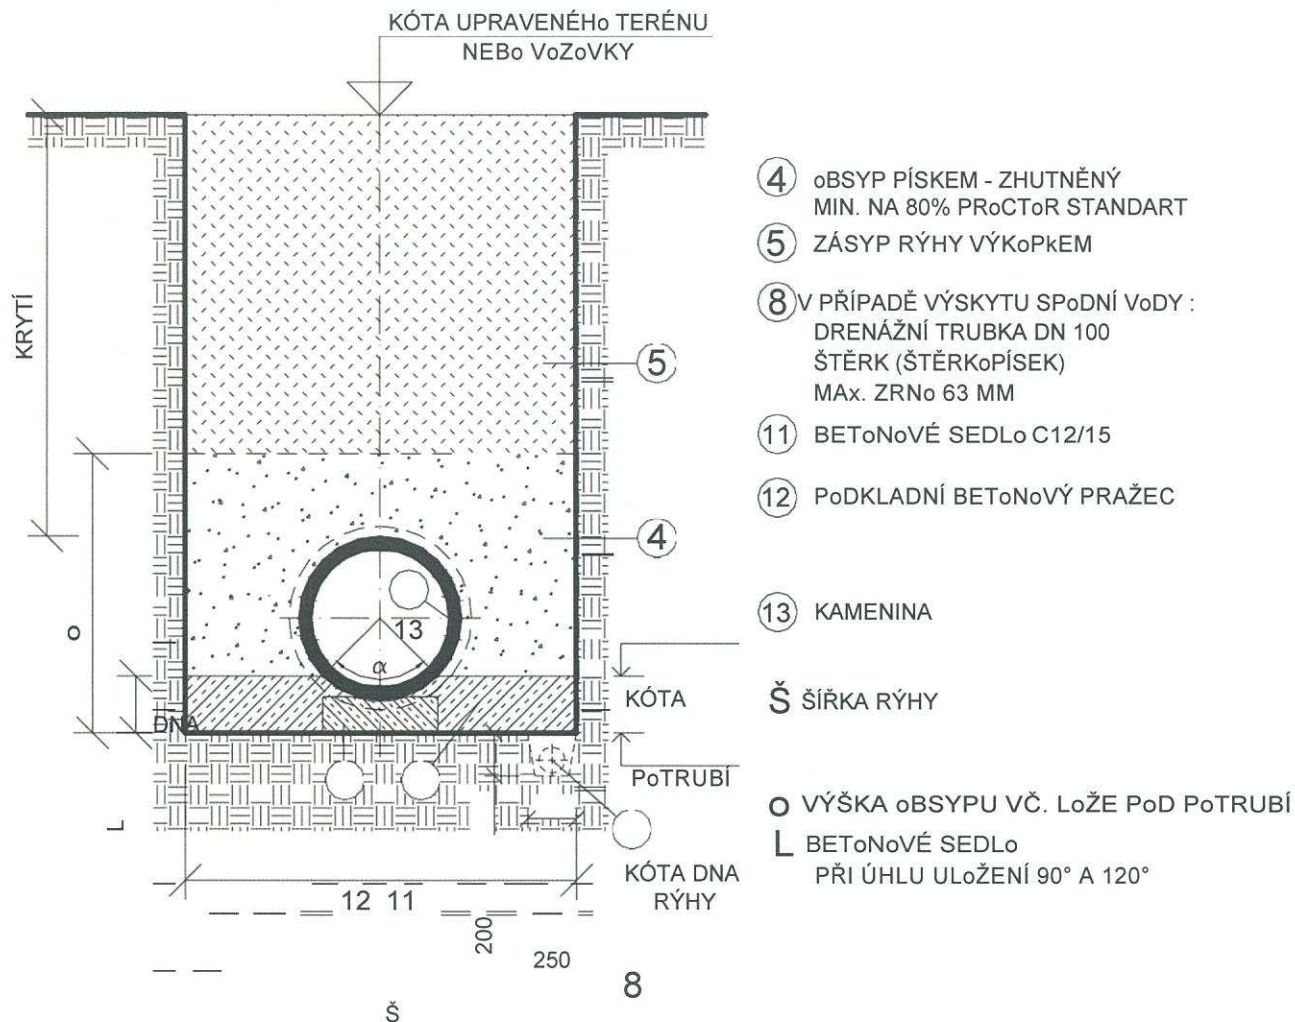 KÓTA UPRAVENÉHo TERÉNU
NEBo VoZoVKY
KRYTÍ
5
4
13
α
O
DNA
L
KÓTA
PoTRUBÍ
KÓTA DNA
RÝHY
12 11
200
250
8
Š
4 oBSYP PÍSKEM - ZHUTNĚNÝ
MIN. NA 80% PRoCToR STANDART
5 ZÁSYP RÝHY VÝKoPkEM
8 V PŘÍPADĚ VÝSKYTU SPoDNÍ VoDY :
DRENÁŽNÍ TRUBKA DN 100
ŠTĚRK (ŠTĚRKoPÍSEK)
MAx. ZRNo 63 MM
11 BEToNoVÉ SEDLo C12/15
12 PoDKLADNÍ BEToNoVÝ PRAŽEC
13 KAMENINA
Š ŠÍŘKA RÝHY
O VÝŠKA oBSYPU VČ. LoŽE PoD PoTRUBÍ
L BEToNoVÉ SEDLo
PŘI ÚHLU ULoŽENÍ 90° A 120°